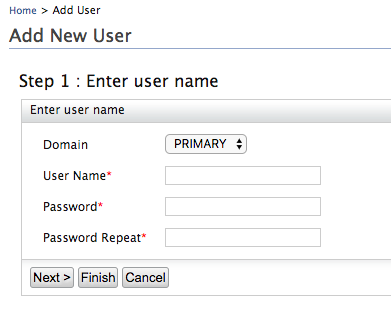 Home > Add User
Add New User
Step 1 : Enter user name
Enter user name
Domain PRIMARY
User Name*
Password*
Password Repeat*
Next > Finish Cancel